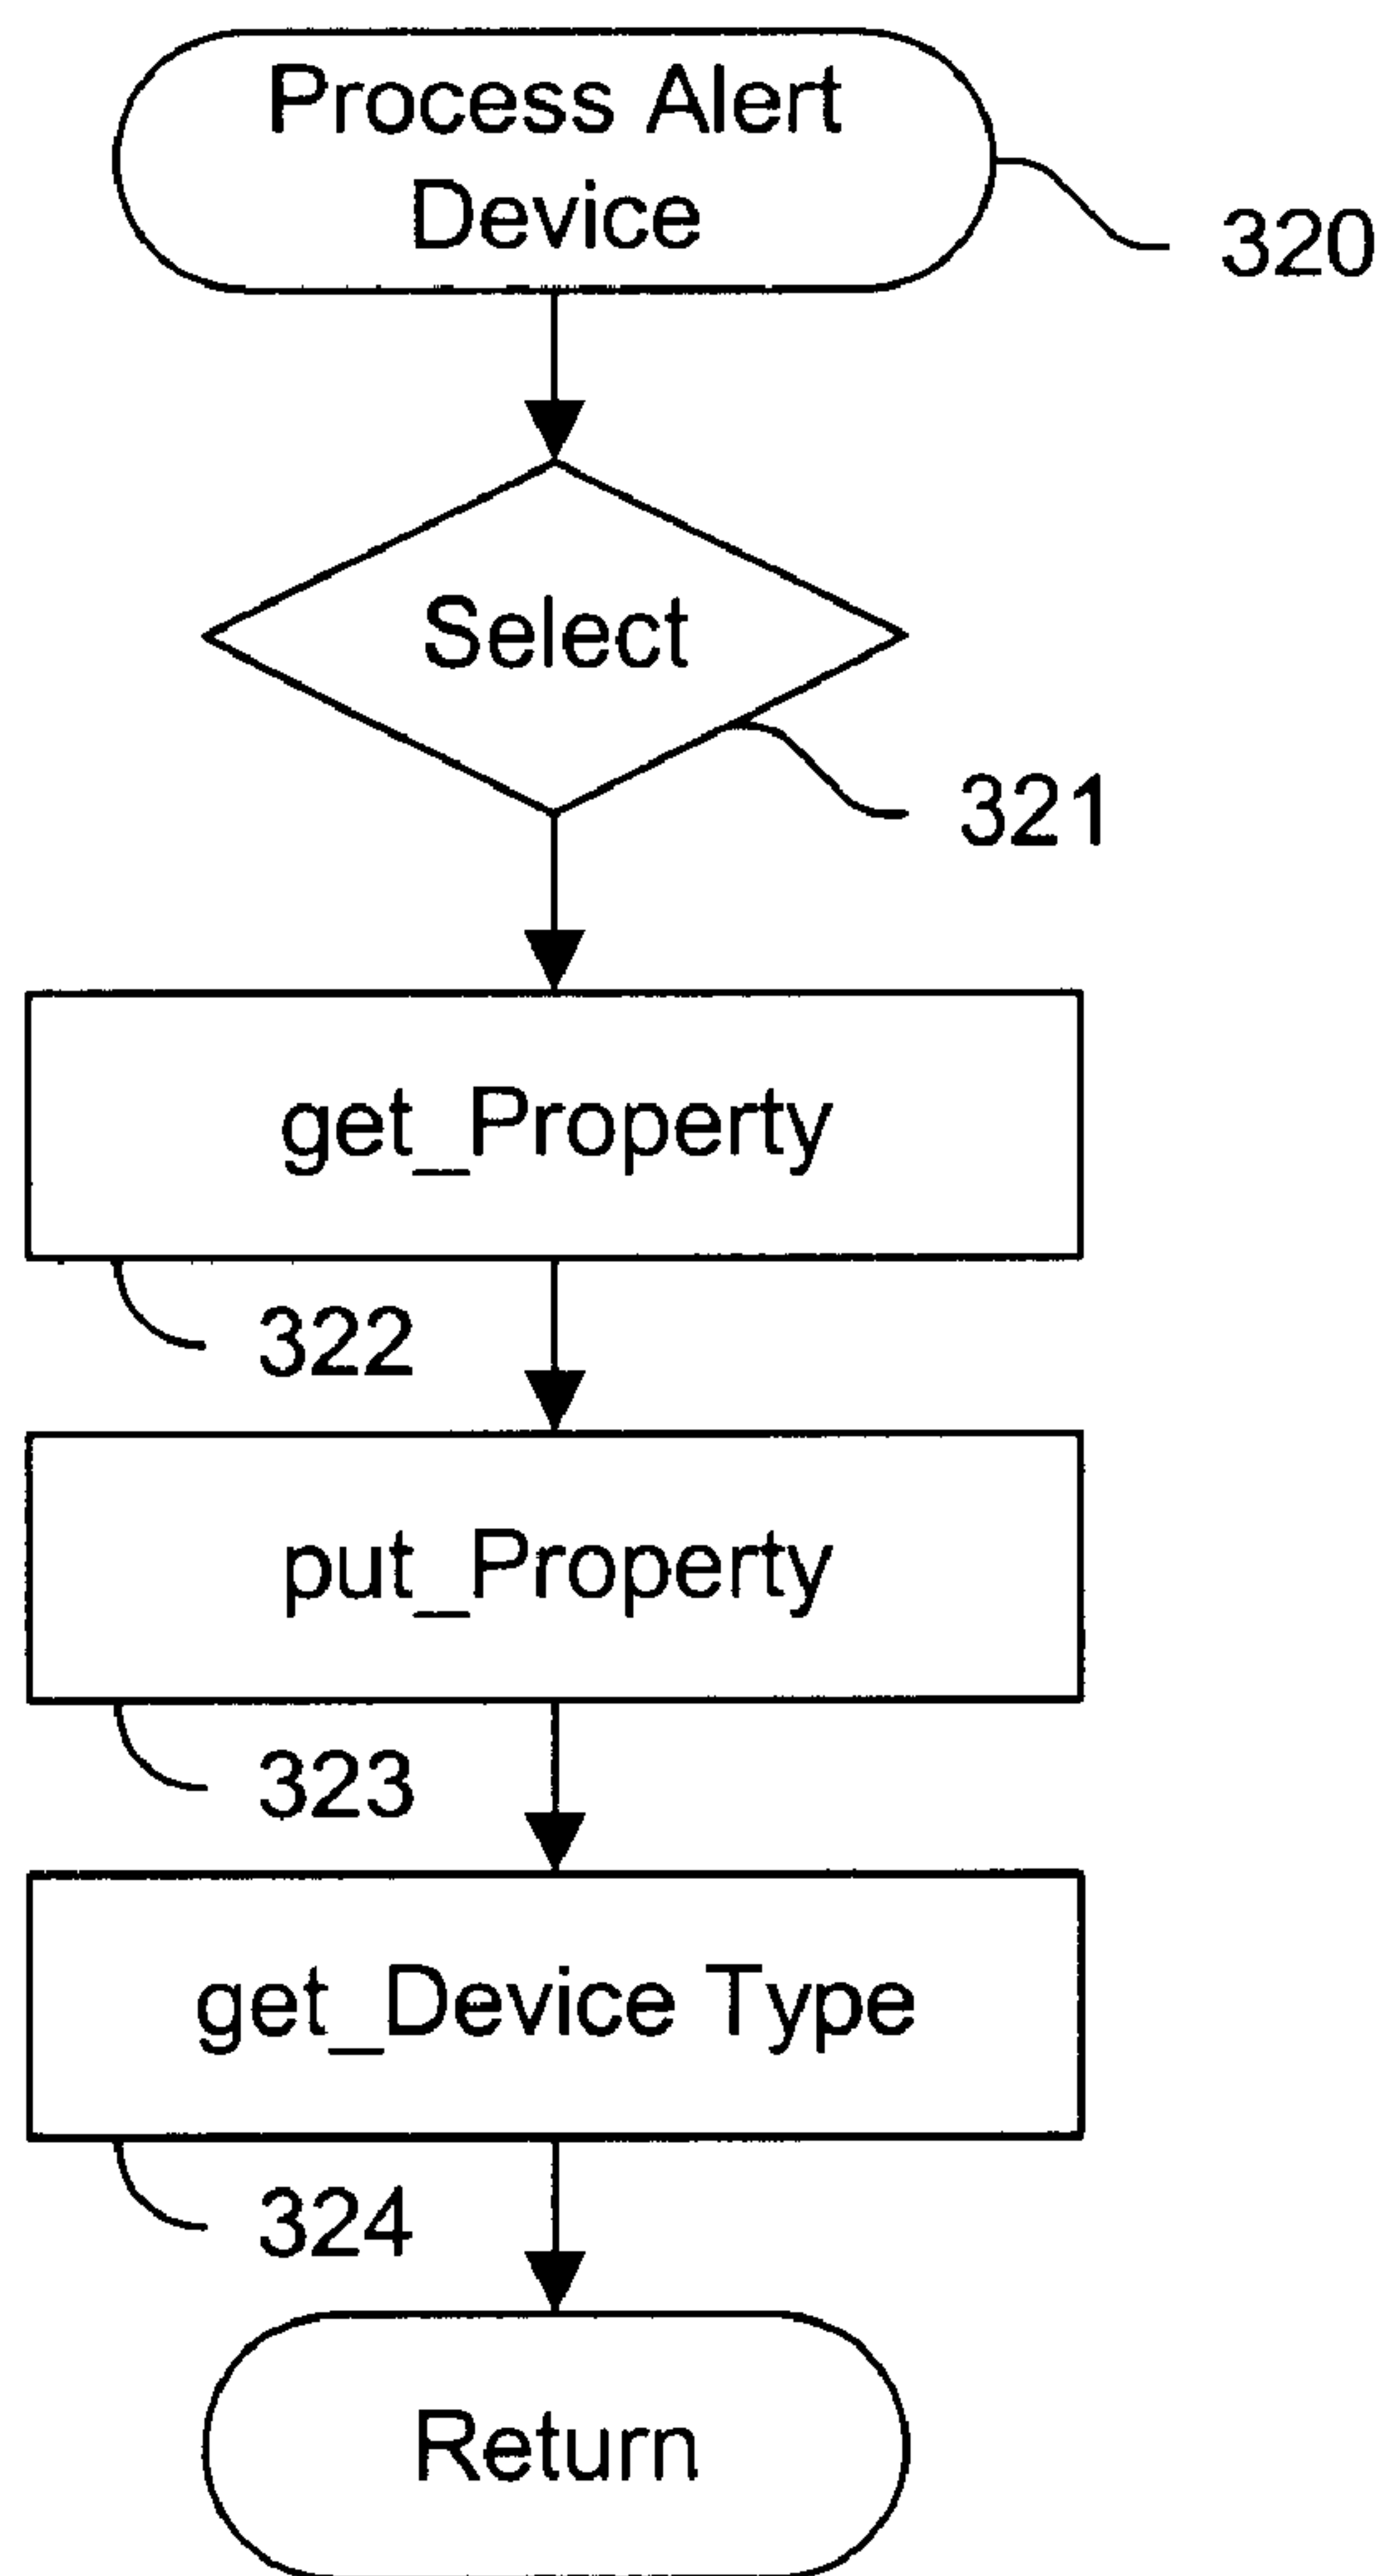 Process Alert
Device
320
Select
321
get_Property
322
put_Property
323
get_Device Type
324
Return